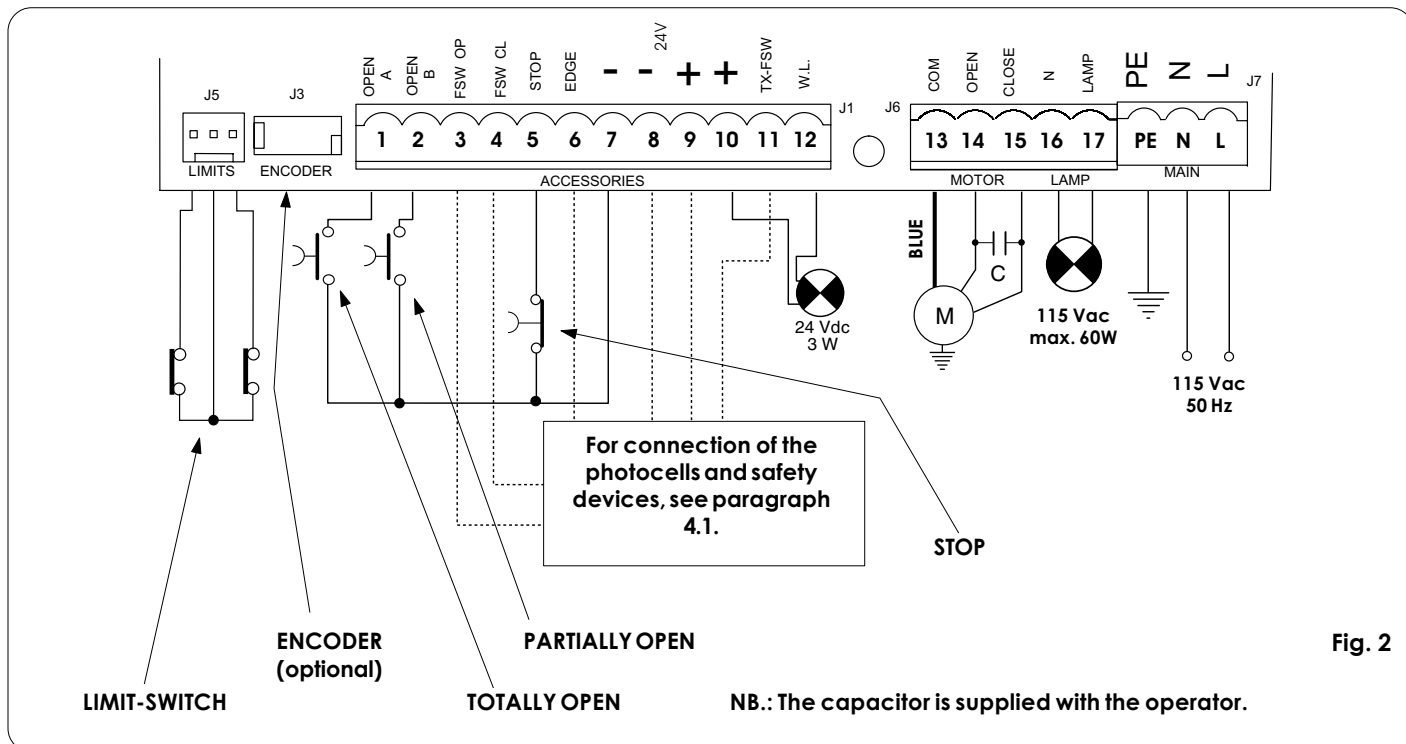 OPEN A
OPEN B
FSW OP
FSW CL
STOP
EDGE
-
-
24V
+
+
TX-FSW
W.L.
COM
OPEN
CLOSE
N
LAMP
PE
N
L
J5
J3
J1
J6
J7
1 2 3 4 5 6 7 8 9 10 11 12
13 14 15 16 17
PE N L
LIMITS
ENCODER
ACCESSORIES
MOTOR
LAMP
MAIN
BLUE
C
M
24 Vdc
3 W
115 Vac
max. 60W
115 Vac
50 Hz
For connection of the
photocells and safety
devices, see paragraph
4.1.
STOP
ENCODER
(optional)
PARTIALLY OPEN
Fig. 2
LIMIT-SWITCH
TOTALLY OPEN
NB.: The capacitor is supplied with the operator.